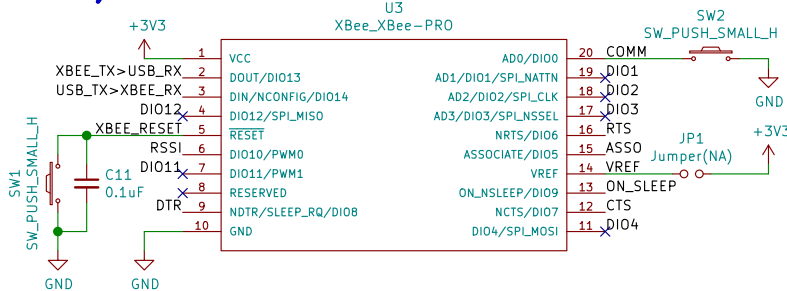 U3
XBee_XBee-PRO
+3V3
SW2
SW_PUSH_SMALL_H
1 VCC
AD0/DIO0 20 COMM
XBEE_TX>USB_RX 2 DOUT/DIO13
AD1/DIO1/SPI_NATTN 19 DIO1
USB_TX>XBEE_RX 3 DIN/NCONFIG/DIO14
AD2/DIO2/SPI_CLK 18 DIO2
DIO12 4 DIO12/SPI_MISO
AD3/DIO3/SPI_NSSEL 17 DIO3
XBEE_RESET 5 RESET
NRTS/DIO6 16 RTS
RSSI 6 DIO10/PWM0
ASSOCIATE/DIO5 15 ASSO
DIO11 7 DIO11/PWM1
VREF 14 VREF
8 RESERVED
ON_NSLEEP/DIO9 13 ON_SLEEP
DTR 9 NDTR/SLEEP_RQ/DIO8
NCTS/DIO7 12 CTS
10 GND
DIO4/SPI_MOSI 11 DIO4
GND
JP1
Jumper(NA)
+3V3
SW1
SW_PUSH_SMALL_H
C11
0.1uF
GND
GND